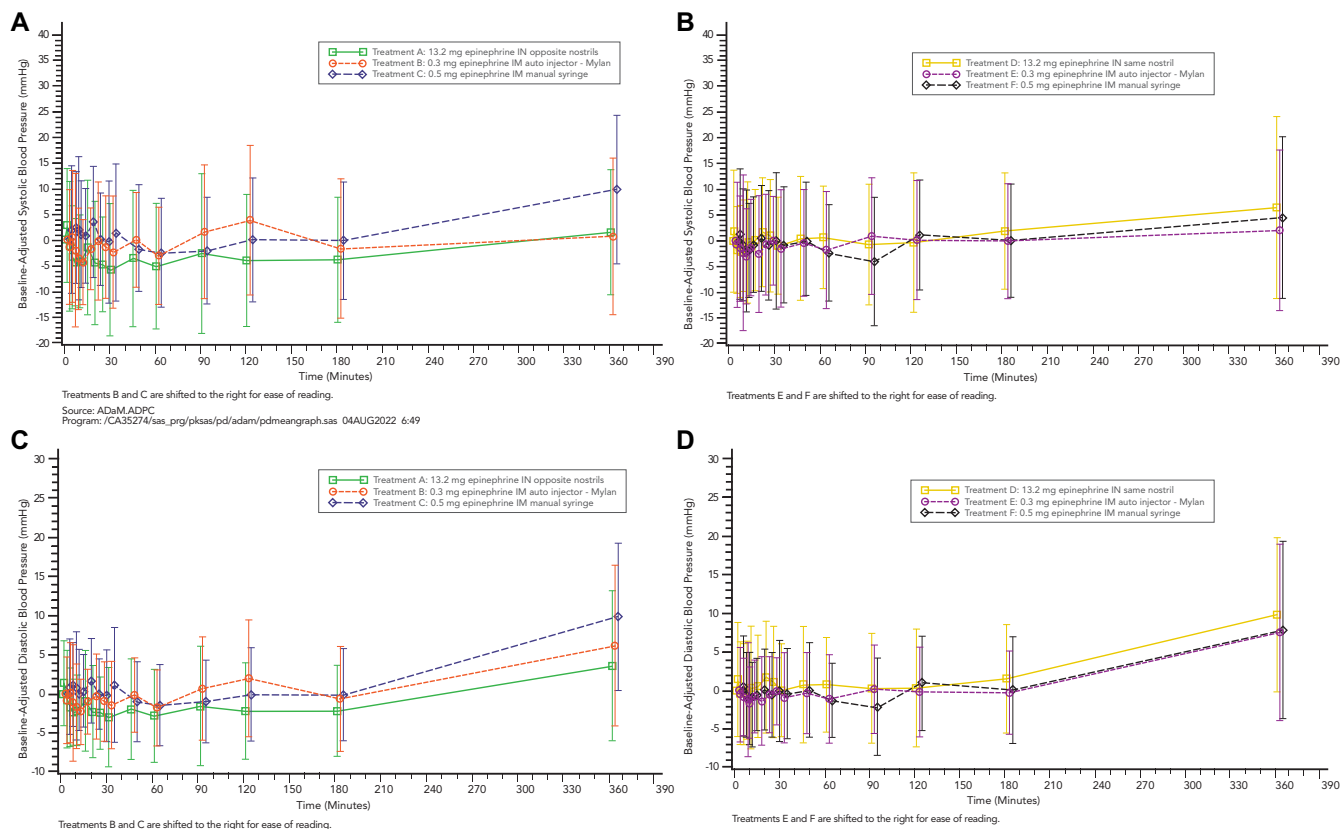 A
Baseline-Adjusted Systolic Blood Pressure (mmHg)
40
35
30
25
20
15
10
5
0
-5
-10
-15
-20
Treatment A: 13.2 mg epinephrine IN opposite nostrils
Treatment B: 0.3 mg epinephrine IM auto injector - Mylan
Treatment C: 0.5 mg epinephrine IM manual syringe
0 30 60 90 120 150 180 210 240 270 300 330 360 390
Time (Minutes)
Treatments B and C are shifted to the right for ease of reading.
Source: ADaM.ADPC
Program: /CA35274/sas_prg/pksas/pd/adam/pdmeangraph.sas 04AUG2022 6:49
B
Baseline-Adjusted Systolic Blood Pressure (mmHg)
40
35
30
25
20
15
10
5
0
-5
-10
-15
-20
Treatment D: 13.2 mg epinephrine IN same nostril
Treatment E: 0.3 mg epinephrine IM auto injector - Mylan
Treatment F: 0.5 mg epinephrine IM manual syringe
0 30 60 90 120 150 180 210 240 270 300 330 360 390
Time (Minutes)
Treatments E and F are shifted to the right for ease of reading.
C
Baseline-Adjusted Diastolic Blood Pressure (mmHg)
30
25
20
15
10
5
0
-5
-10
Treatment A: 13.2 mg epinephrine IN opposite nostrils
Treatment B: 0.3 mg epinephrine IM auto injector - Mylan
Treatment C: 0.5 mg epinephrine IM manual syringe
0 30 60 90 120 150 180 210 240 270 300 330 360 390
Time (Minutes)
Treatments B and C are shifted to the right for ease of reading.
D
Baseline-Adjusted Diastolic Blood Pressure (mmHg)
30
25
20
15
10
5
0
-5
-10
Treatment D: 13.2 mg epinephrine IN same nostril
Treatment E: 0.3 mg epinephrine IM auto injector - Mylan
Treatment F: 0.5 mg epinephrine IM manual syringe
0 30 60 90 120 150 180 210 240 270 300 330 360 390
Time (Minutes)
Treatments E and F are shifted to the right for ease of reading.